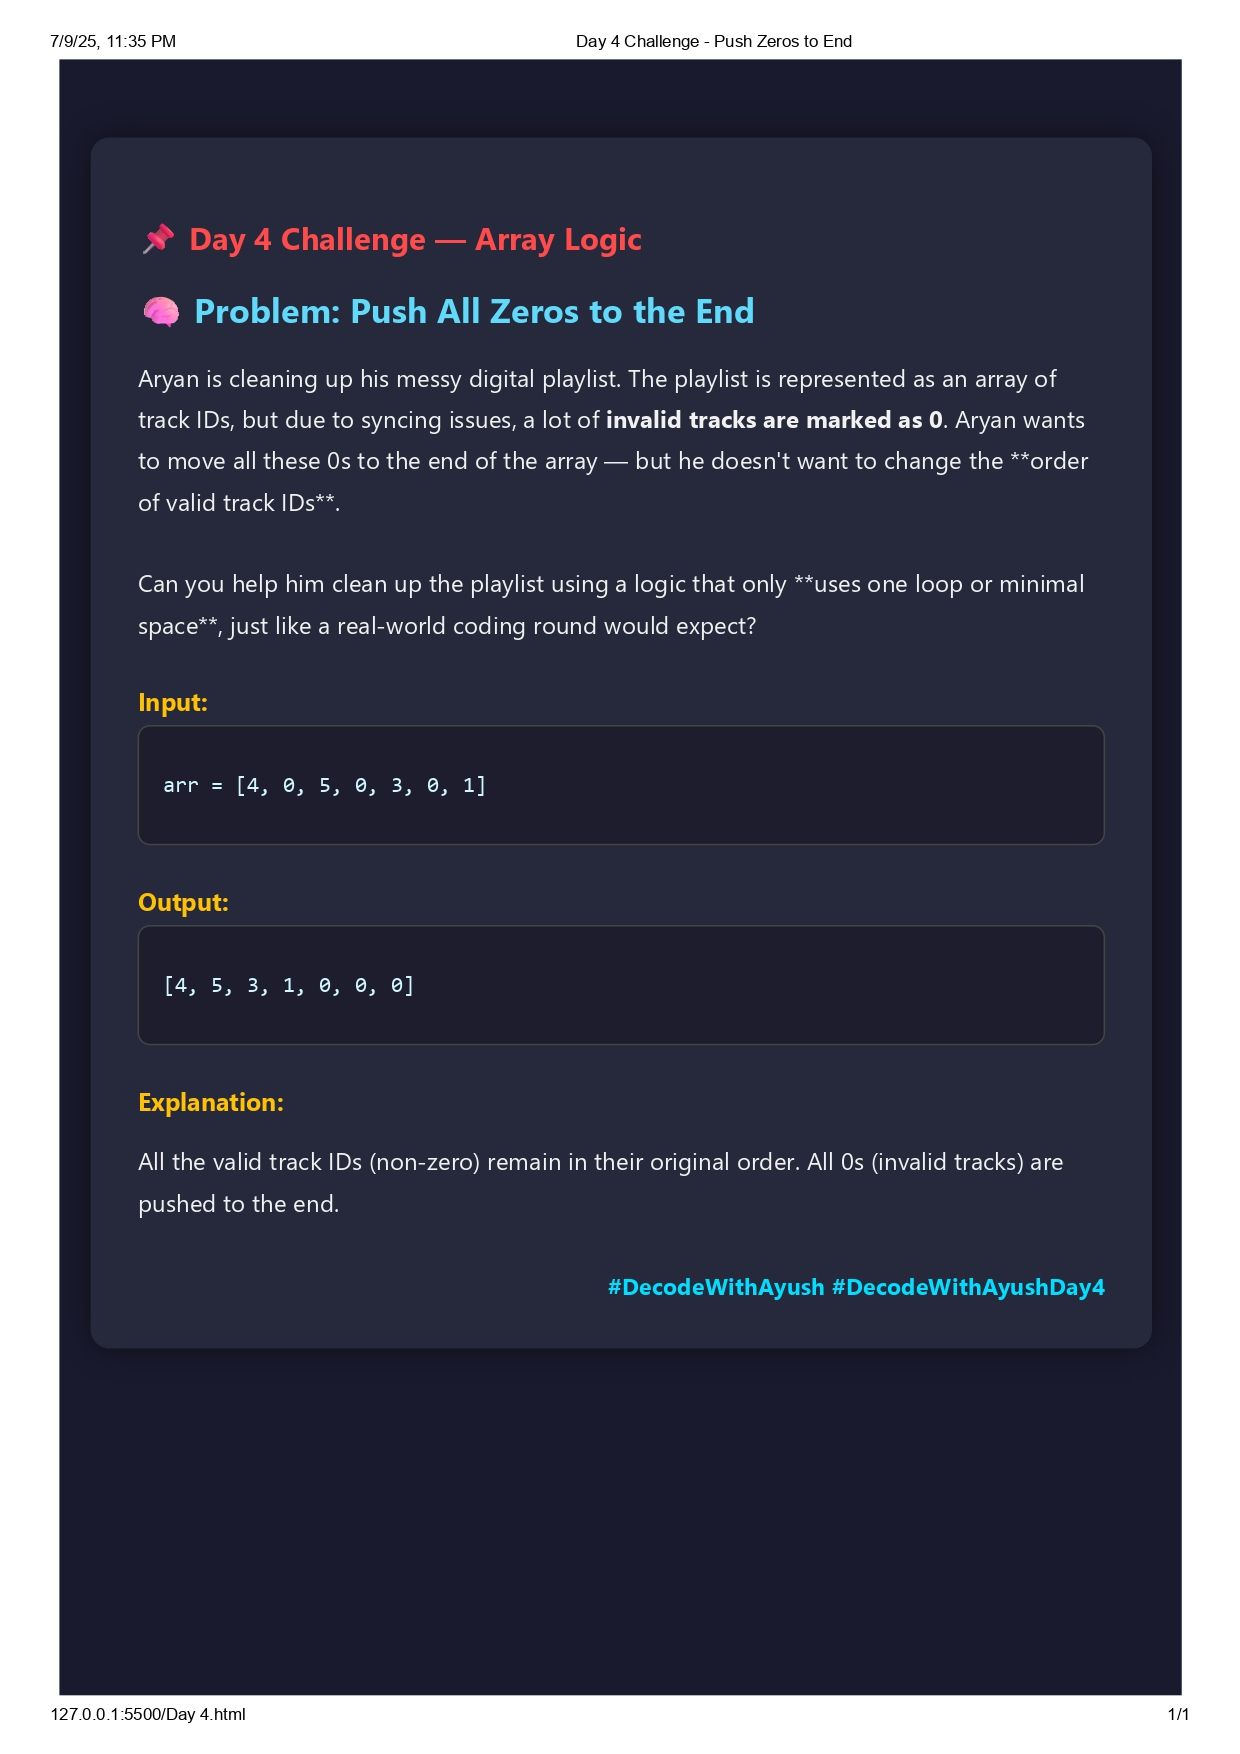 7/9/25, 11:35 PM
Day 4 Challenge - Push Zeros to End
📌 Day 4 Challenge — Array Logic
🧠 Problem: Push All Zeros to the End
Aryan is cleaning up his messy digital playlist. The playlist is represented as an array of
track IDs, but due to syncing issues, a lot of invalid tracks are marked as 0. Aryan wants
to move all these 0s to the end of the array — but he doesn't want to change the **order
of valid track IDs**.
Can you help him clean up the playlist using a logic that only **uses one loop or minimal
space**, just like a real-world coding round would expect?
Input:
arr = [4, 0, 5, 0, 3, 0, 1]
Output:
[4, 5, 3, 1, 0, 0, 0]
Explanation:
All the valid track IDs (non-zero) remain in their original order. All 0s (invalid tracks) are
pushed to the end.
#DecodeWithAyush #DecodeWithAyushDay4
127.0.0.1:5500/Day 4.html
1/1